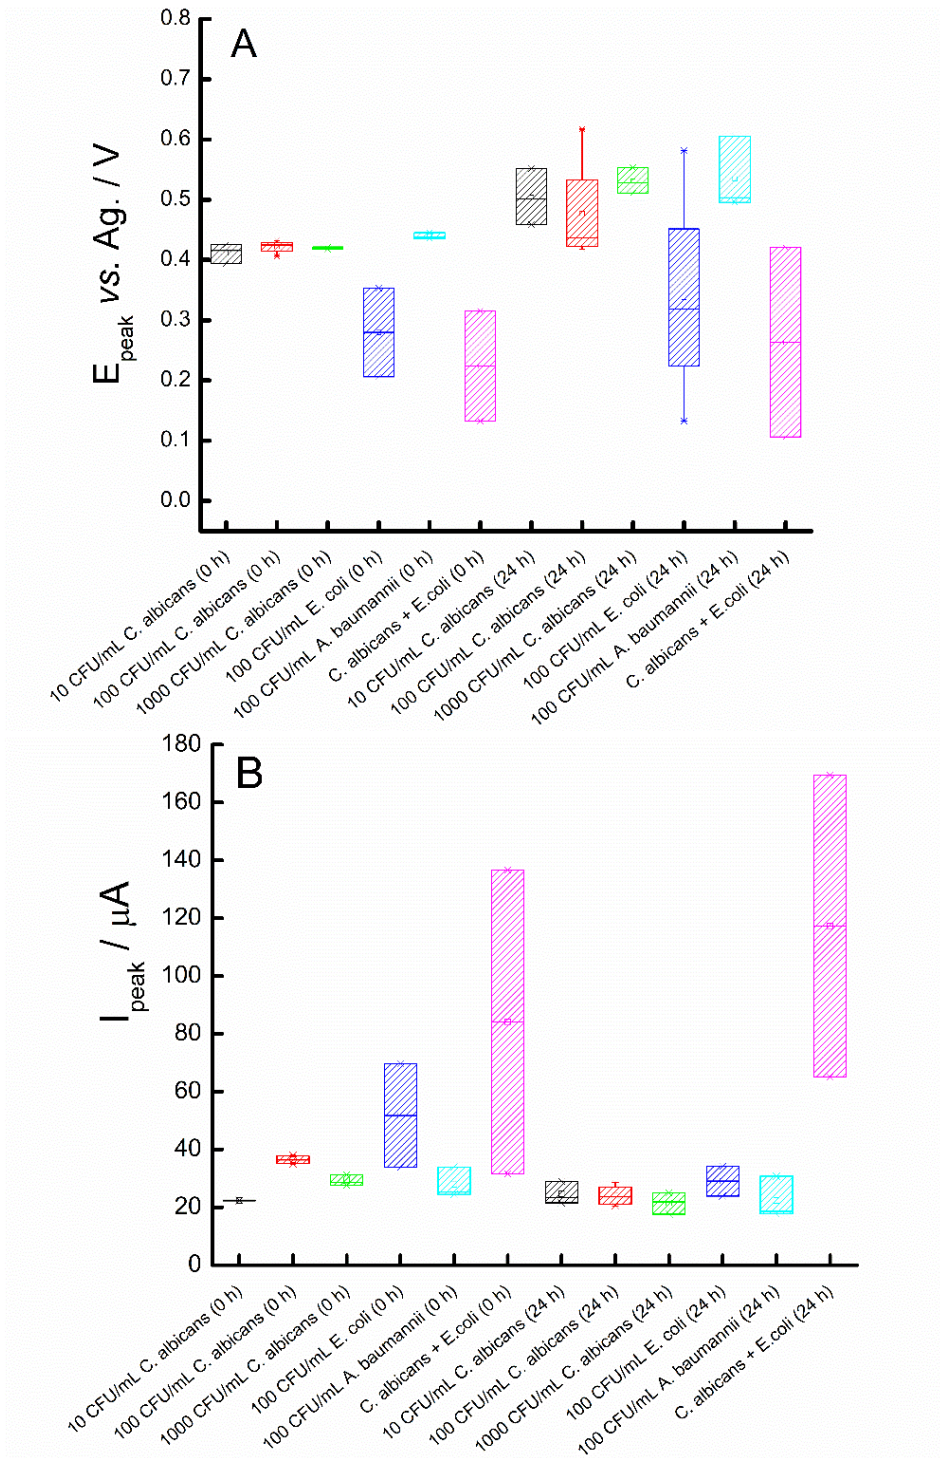 A
E_peak vs. Ag. / V
0.8
0.7
0.6
0.5
0.4
0.3
0.2
0.1
0.0
10 CFU/mL C. albicans (0 h)
100 CFU/mL C. albicans (0 h)
1000 CFU/mL C. albicans (0 h)
100 CFU/mL E. coli (0 h)
100 CFU/mL A. baumannii (0 h)
C. albicans + E.coli (0 h)
10 CFU/mL C. albicans (24 h)
100 CFU/mL C. albicans (24 h)
1000 CFU/mL C. albicans (24 h)
100 CFU/mL E. coli (24 h)
100 CFU/mL A. baumannii (24 h)
C. albicans + E.coli (24 h)
B
I_peak / μA
180
160
140
120
100
80
60
40
20
0
10 CFU/mL C. albicans (0 h)
100 CFU/mL C. albicans (0 h)
1000 CFU/mL C. albicans (0 h)
100 CFU/mL E. coli (0 h)
100 CFU/mL A. baumannii (0 h)
C. albicans + E.coli (0 h)
10 CFU/mL C. albicans (24 h)
100 CFU/mL C. albicans (24 h)
1000 CFU/mL C. albicans (24 h)
100 CFU/mL E. coli (24 h)
100 CFU/mL A. baumannii (24 h)
C. albicans + E.coli (24 h)